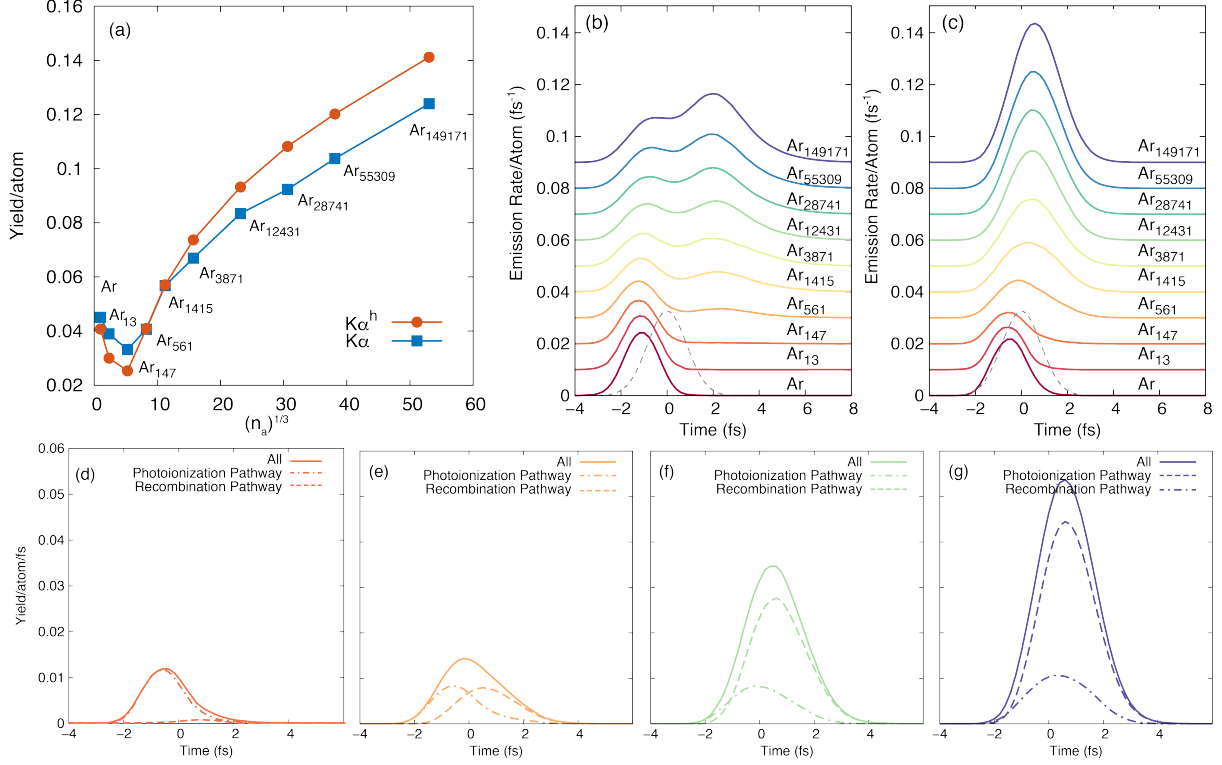 (a)
Yield/atom
0.16
0.14
0.12
0.1
0.08
0.06
0.04
0.02
Ar
Ar13
Ar147
Ar561
Ar1415
Ar3871
Ar12431
Ar28741
Ar55309
Ar149171
Kαh
Kα
0 10 20 30 40 50 60
(na)1/3
(b)
Emission Rate/Atom (fs-1)
0.14
0.12
0.1
0.08
0.06
0.04
0.02
0
Ar149171
Ar55309
Ar28741
Ar12431
Ar3871
Ar1415
Ar561
Ar147
Ar13
Ar
−4 −2 0 2 4 6 8
Time (fs)
(c)
Emission Rate/Atom (fs-1)
0.14
0.12
0.1
0.08
0.06
0.04
0.02
0
Ar149171
Ar55309
Ar28741
Ar12431
Ar3871
Ar1415
Ar561
Ar147
Ar13
Ar
−4 −2 0 2 4 6 8
Time (fs)
(d)
Yield/atom/fs
0.06
0.05
0.04
0.03
0.02
0.01
0
All
Photoionization Pathway
Recombination Pathway
−4 −2 0 2 4
Time (fs)
(e)
All
Photoionization Pathway
Recombination Pathway
−4 −2 0 2 4
Time (fs)
(f)
All
Photoionization Pathway
Recombination Pathway
−4 −2 0 2 4
Time (fs)
(g)
All
Photoionization Pathway
Recombination Pathway
−4 −2 0 2 4
Time (fs)